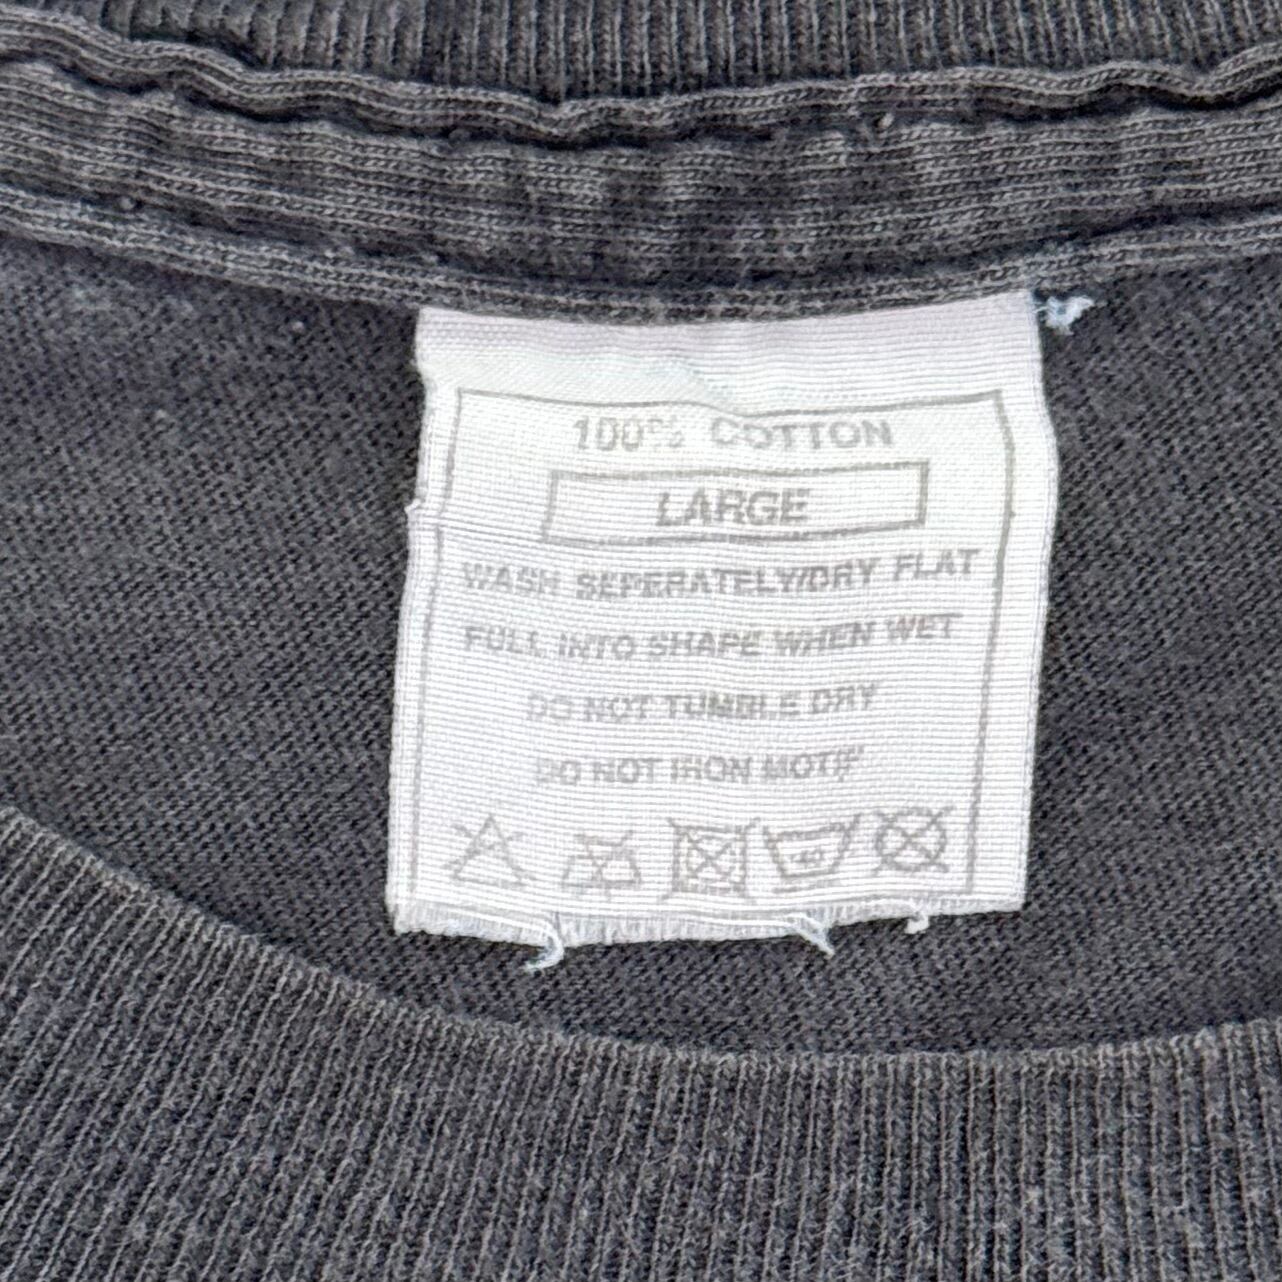 100% COTTON
LARGE
WASH SEPERATELY/DRY FLAT
PULL INTO SHAPE WHEN WET
DO NOT TUMBLE DRY
DO NOT IRON MOTIF
40